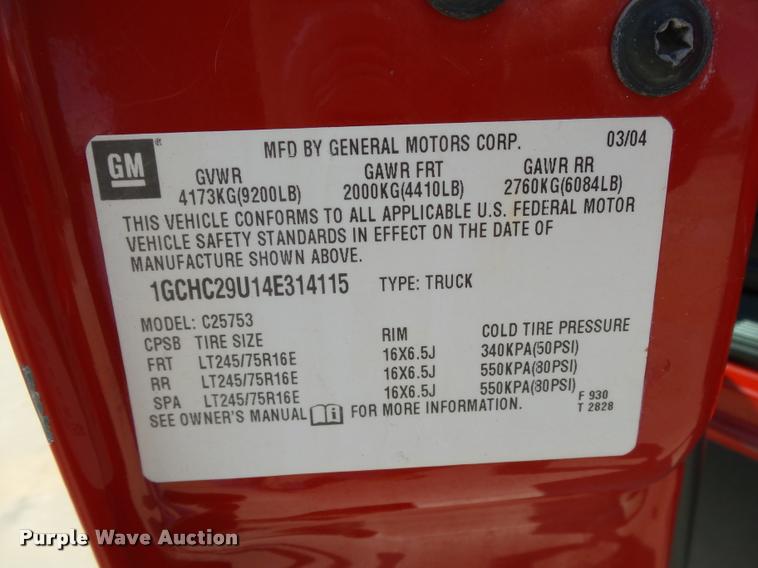 GM ®
MFD BY GENERAL MOTORS CORP. 03/04
GVWR GAWR FRT GAWR RR
4173KG(9200LB) 2000KG(4410LB) 2760KG(6084LB)
THIS VEHICLE CONFORMS TO ALL APPLICABLE U.S. FEDERAL MOTOR
VEHICLE SAFETY STANDARDS IN EFFECT ON THE DATE OF
MANUFACTURE SHOWN ABOVE.
1GCHC29U14E314115 TYPE: TRUCK
MODEL: C25753
CPSB TIRE SIZE RIM COLD TIRE PRESSURE
FRT LT245/75R16E 16X6.5J 340KPA(50PSI)
RR LT245/75R16E 16X6.5J 550KPA(80PSI)
SPA LT245/75R16E 16X6.5J 550KPA(80PSI)
SEE OWNER'S MANUAL FOR MORE INFORMATION.
F 930
T 2828
Purple Wave Auction